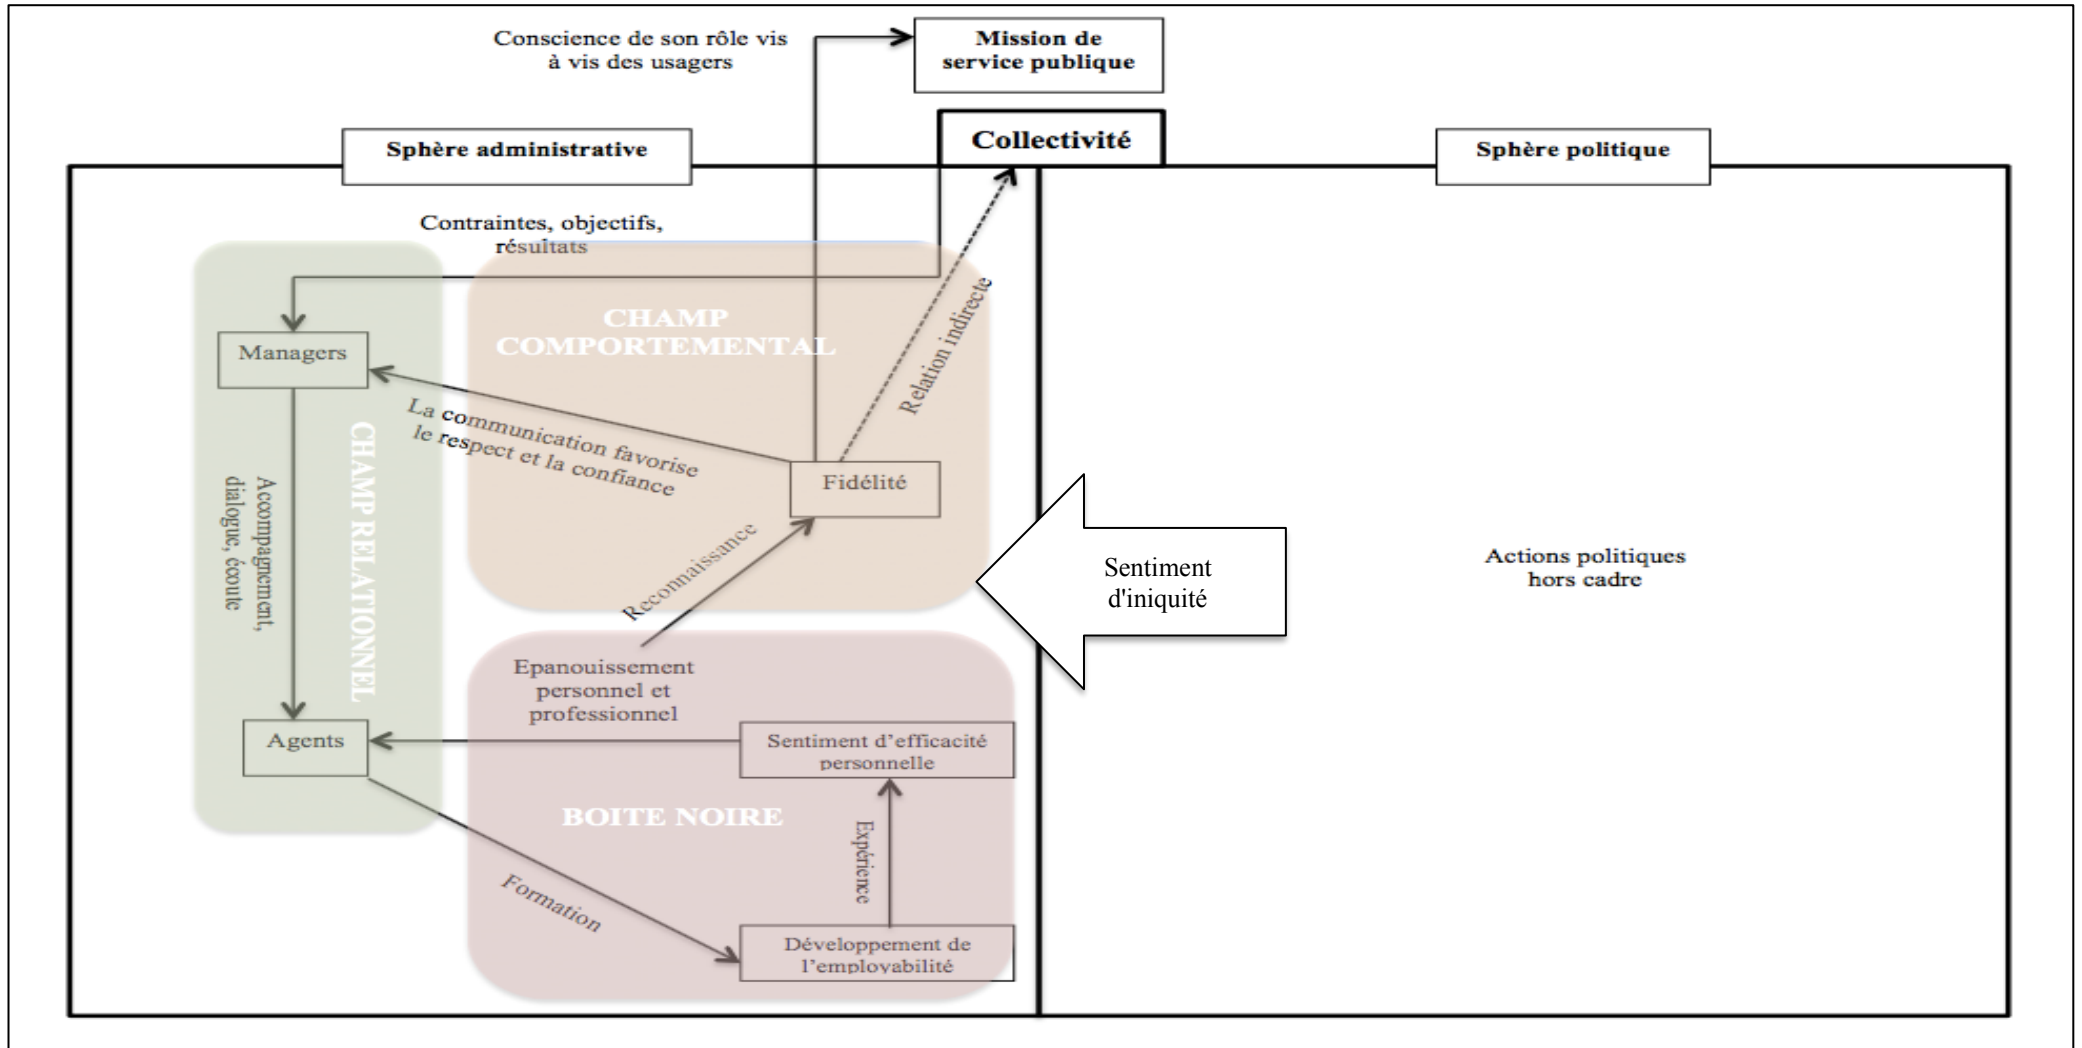 Conscience de son rôle vis
à vis des usagers
Mission de
service publique
Collectivité
Sphère administrative
Sphère politique
Contraintes, objectifs,
résultats
CHAMP
COMPORTEMENTAL
Managers
Relation indirecte
La communication favorise
le respect et la confiance
CHAMP RELATIONNEL
Accompagnement,
dialogue, écoute
Fidélité
Reconnaissance
Sentiment
d'iniquité
Actions politiques
hors cadre
Epanouissement
personnel et
professionnel
Agents
Sentiment d’efficacité
personnelle
BOITE NOIRE
Expérience
Formation
Développement de
l’employabilité